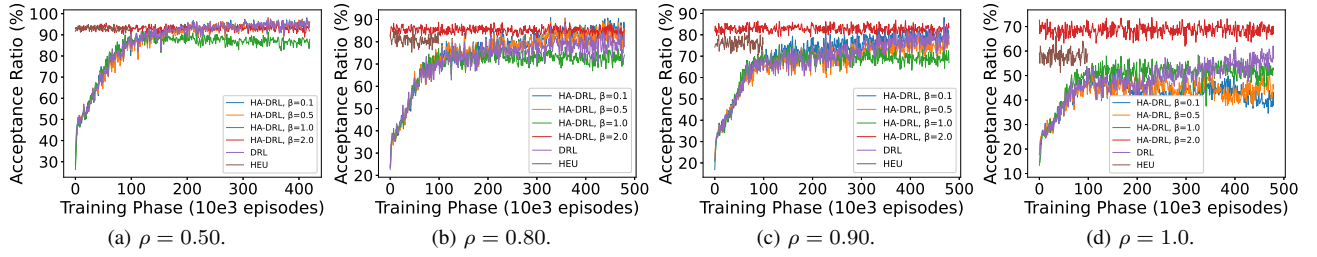 Acceptance Ratio (%)
100
90
80
70
60
50
40
30
0
100
200
300
400
HA-DRL, β=0.1
HA-DRL, β=0.5
HA-DRL, β=1.0
HA-DRL, β=2.0
DRL
HEU
Training Phase (10e3 episodes)
(a) ρ = 0.50.
Acceptance Ratio (%)
90
80
70
60
50
40
30
20
0
100
200
300
400
500
HA-DRL, β=0.1
HA-DRL, β=0.5
HA-DRL, β=1.0
HA-DRL, β=2.0
DRL
HEU
Training Phase (10e3 episodes)
(b) ρ = 0.80.
Acceptance Ratio (%)
90
80
70
60
50
40
30
20
0
100
200
300
400
500
HA-DRL, β=0.1
HA-DRL, β=0.5
HA-DRL, β=1.0
HA-DRL, β=2.0
DRL
HEU
Training Phase (10e3 episodes)
(c) ρ = 0.90.
Acceptance Ratio (%)
70
60
50
40
30
20
10
0
100
200
300
400
500
HA-DRL, β=0.1
HA-DRL, β=0.5
HA-DRL, β=1.0
HA-DRL, β=2.0
DRL
HEU
Training Phase (10e3 episodes)
(d) ρ = 1.0.